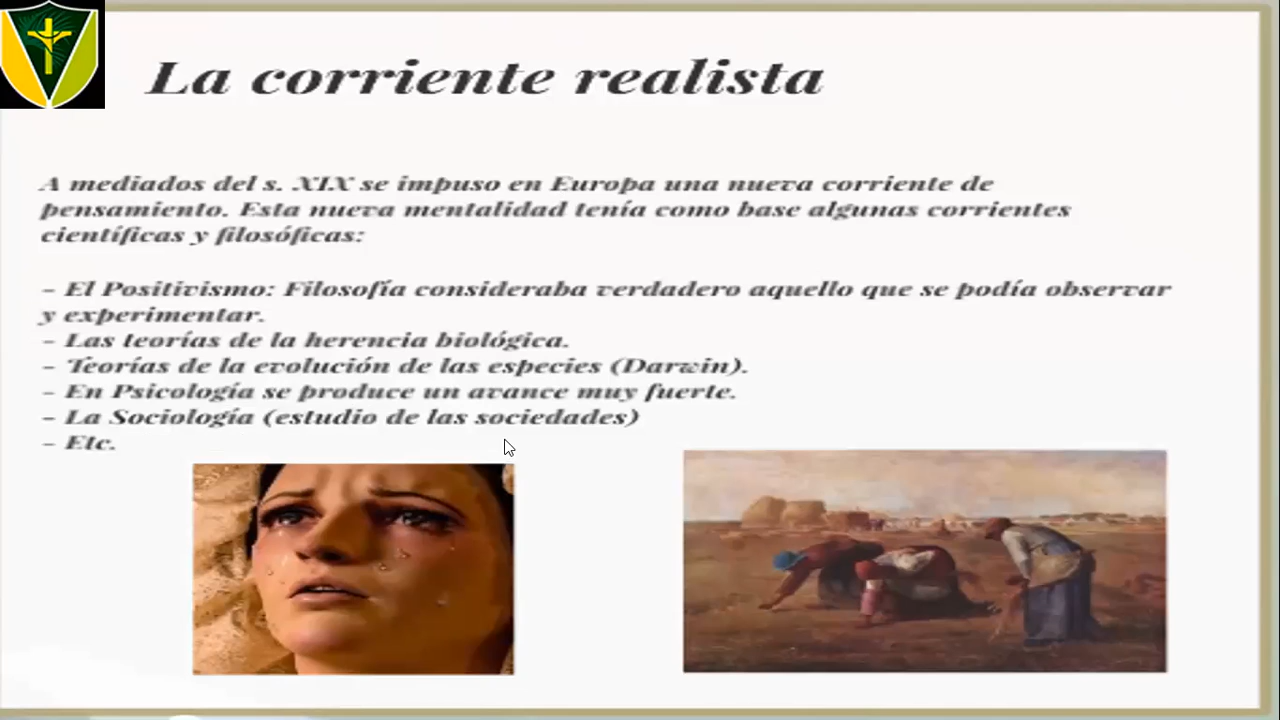 La corriente realista
A mediados del s. XIX se impuso en Europa una nueva corriente de
pensamiento. Esta nueva mentalidad tenía como base algunas corrientes
científicas y filosóficas:
- El Positivismo: Filosofía consideraba verdadero aquello que se podía observar
y experimentar.
- Las teorías de la herencia biológica.
- Teorías de la evolución de las especies (Darwin).
- En Psicología se produce un avance muy fuerte.
- La Sociología (estudio de las sociedades)
- Etc.